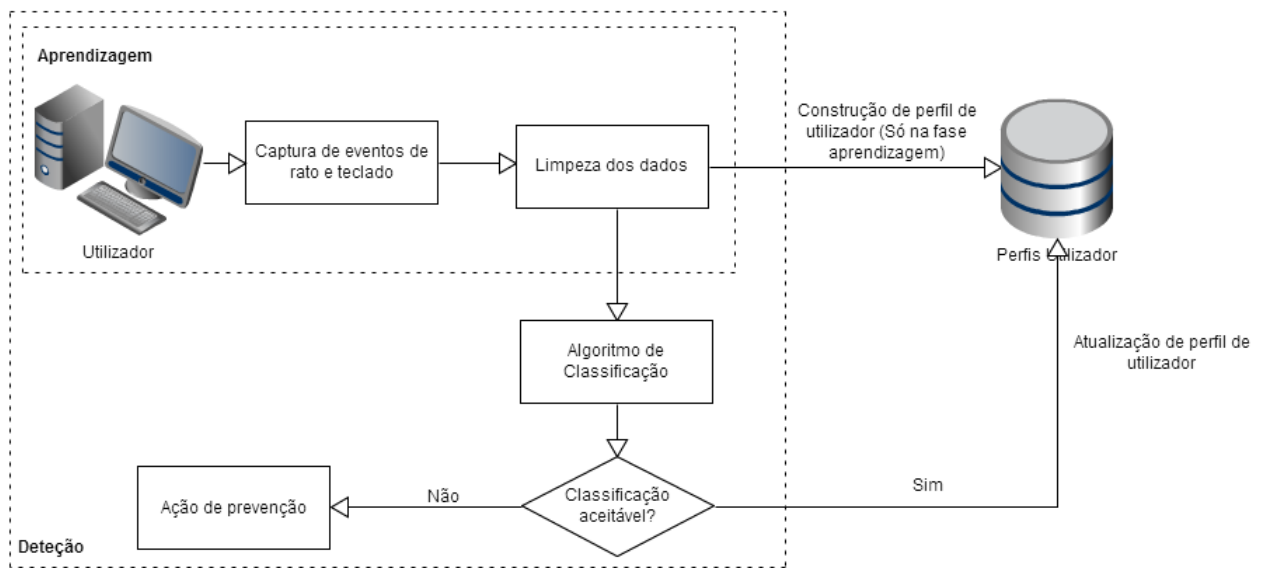 Aprendizagem
Utilizador
Captura de eventos de
rato e teclado
Limpeza dos dados
Construção de perfil de
utilizador (Só na fase
aprendizagem)
Perfis Utilizador
Algoritmo de
Classificação
Atualização de perfil de
utilizador
Classificação
aceitável?
Sim
Não
Ação de prevenção
Deteção